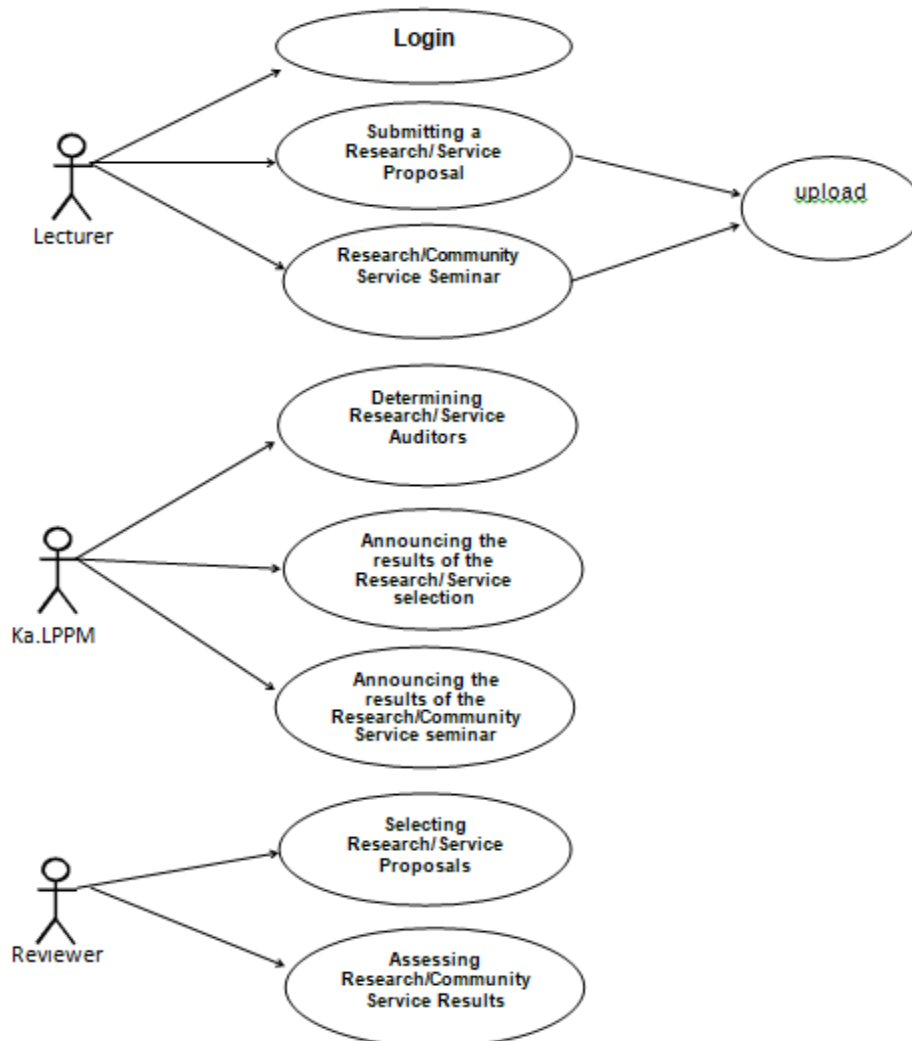 Login
Submitting a
Research/Service
Proposal
upload
Lecturer
Research/Community
Service Seminar
Determining
Research/Service
Auditors
Announcing the
results of the
Research/Service
selection
Ka.LPPM
Announcing the
results of the
Research/Community
Service seminar
Selecting
Research/Service
Proposals
Reviewer
Assessing
Research/Community
Service Results